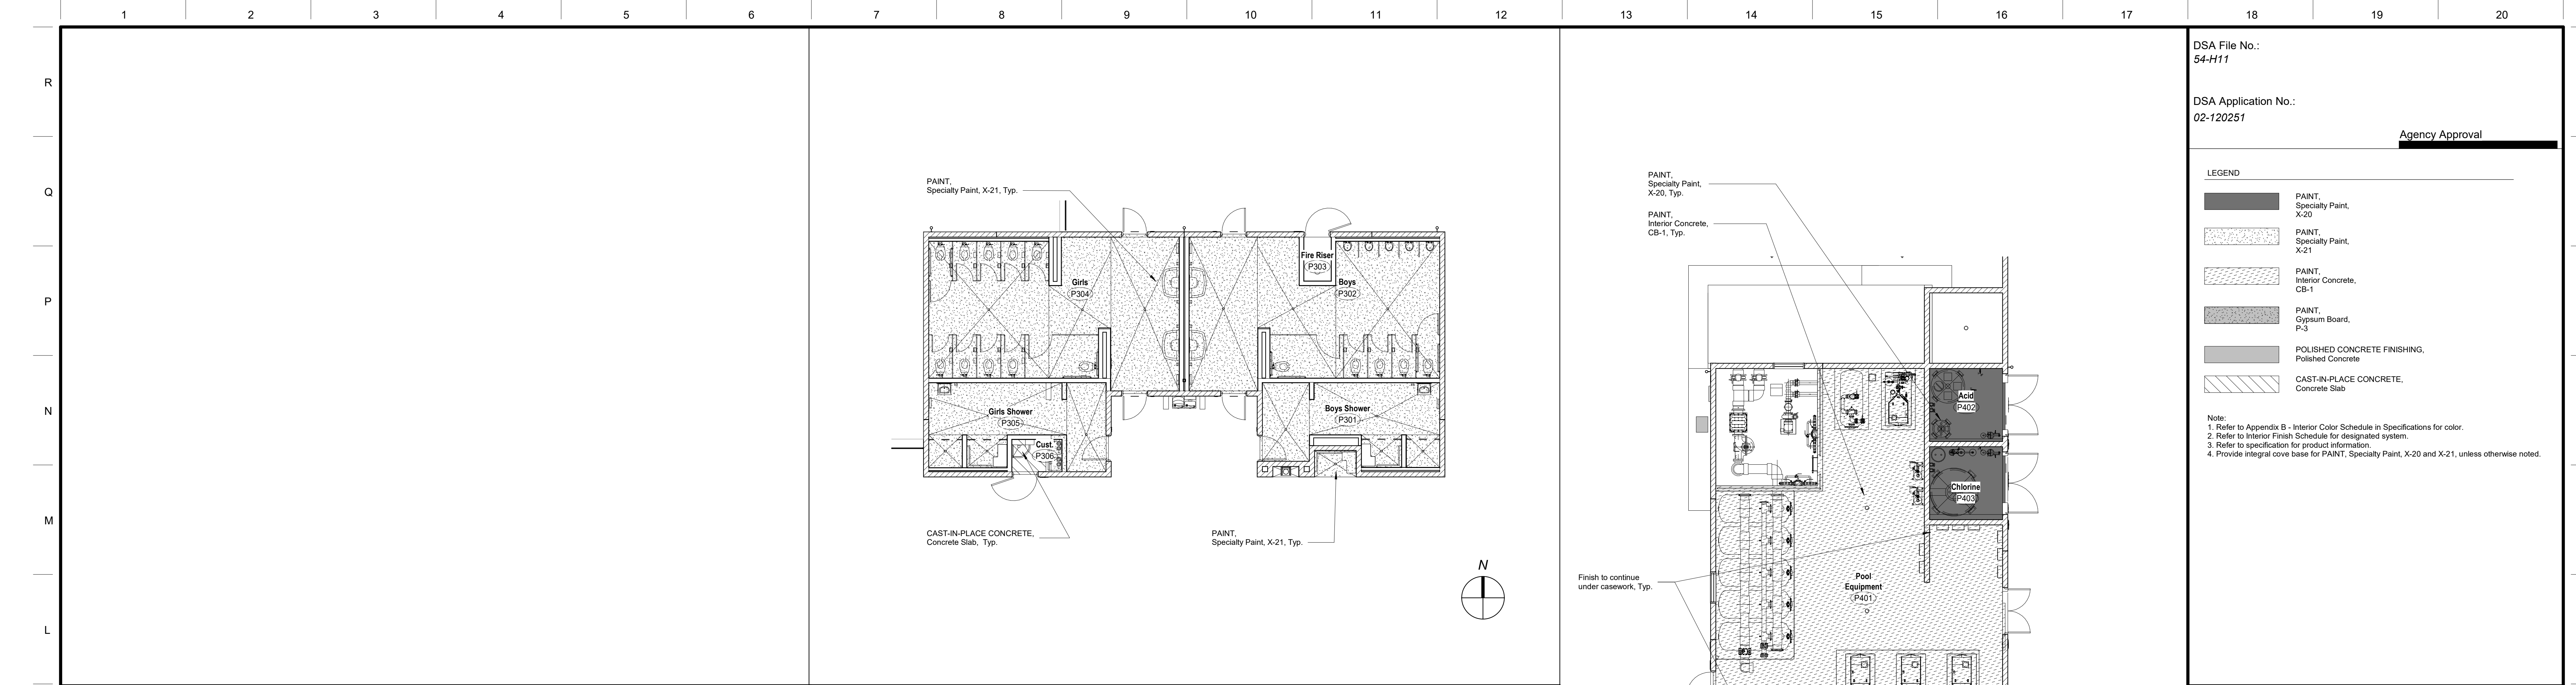 1 2 3 4 5 6 7 8 9 10 11 12 13 14 15 16 17 18 19 20
R
Q
P
N
M
L
PAINT,
Specialty Paint, X-21, Typ.
Girls
P304
Fire Riser
P303
Boys
P302
Girls Shower
P305
Cust.
P306
Boys Shower
P301
CAST-IN-PLACE CONCRETE,
Concrete Slab, Typ.
PAINT,
Specialty Paint, X-21, Typ.
N
PAINT,
Specialty Paint,
X-20, Typ.
PAINT,
Interior Concrete,
CB-1, Typ.
Acid
P402
Chlorine
P403
Finish to continue
under casework, Typ.
Pool
Equipment
P401
DSA File No.:
54-H11
DSA Application No.:
02-120251
Agency Approval
LEGEND
PAINT,
Specialty Paint,
X-20
PAINT,
Specialty Paint,
X-21
PAINT,
Interior Concrete,
CB-1
PAINT,
Gypsum Board,
P-3
POLISHED CONCRETE FINISHING,
Polished Concrete
CAST-IN-PLACE CONCRETE,
Concrete Slab
Note:
1. Refer to Appendix B - Interior Color Schedule in Specifications for color.
2. Refer to Interior Finish Schedule for designated system.
3. Refer to specification for product information.
4. Provide integral cove base for PAINT, Specialty Paint, X-20 and X-21, unless otherwise noted.